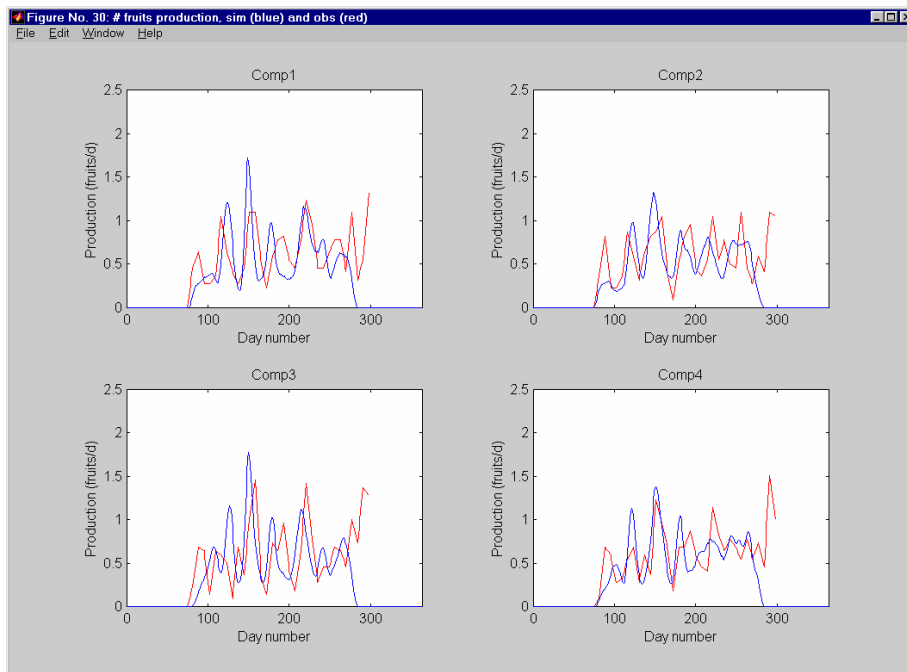 Figure No. 30: # fruits production, sim (blue) and obs (red)
File Edit Window Help
Comp1
2.5
2
1.5
1
0.5
0
Production (fruits/d)
0 100 200 300
Day number
Comp2
2.5
2
1.5
1
0.5
0
Production (fruits/d)
0 100 200 300
Day number
Comp3
2.5
2
1.5
1
0.5
0
Production (fruits/d)
0 100 200 300
Day number
Comp4
2.5
2
1.5
1
0.5
0
Production (fruits/d)
0 100 200 300
Day number